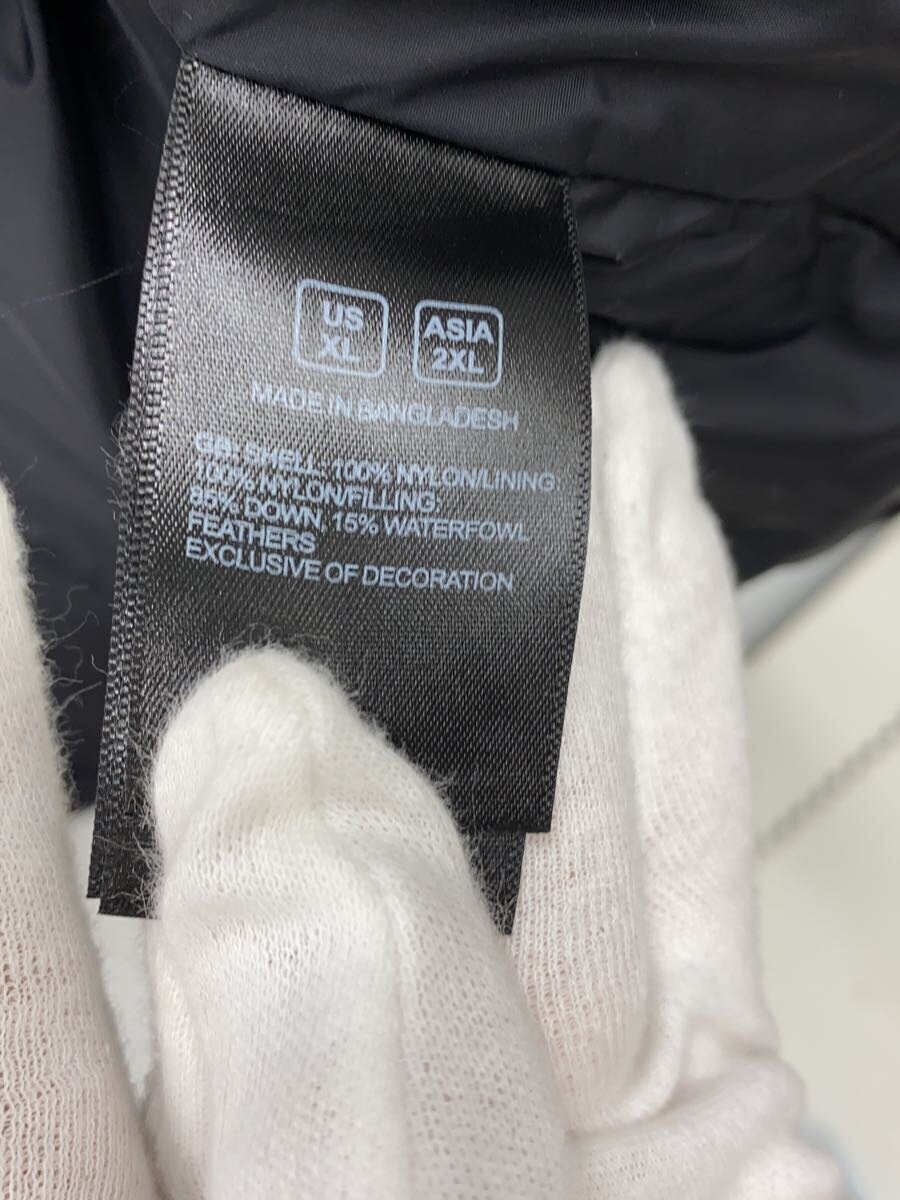 US
XL
ASIA
2XL
MADE IN BANGLADESH
GB: SHELL: 100% NYLON/LINING:
100% NYLON/FILLING:
85% DOWN, 15% WATERFOWL
FEATHERS
EXCLUSIVE OF DECORATION